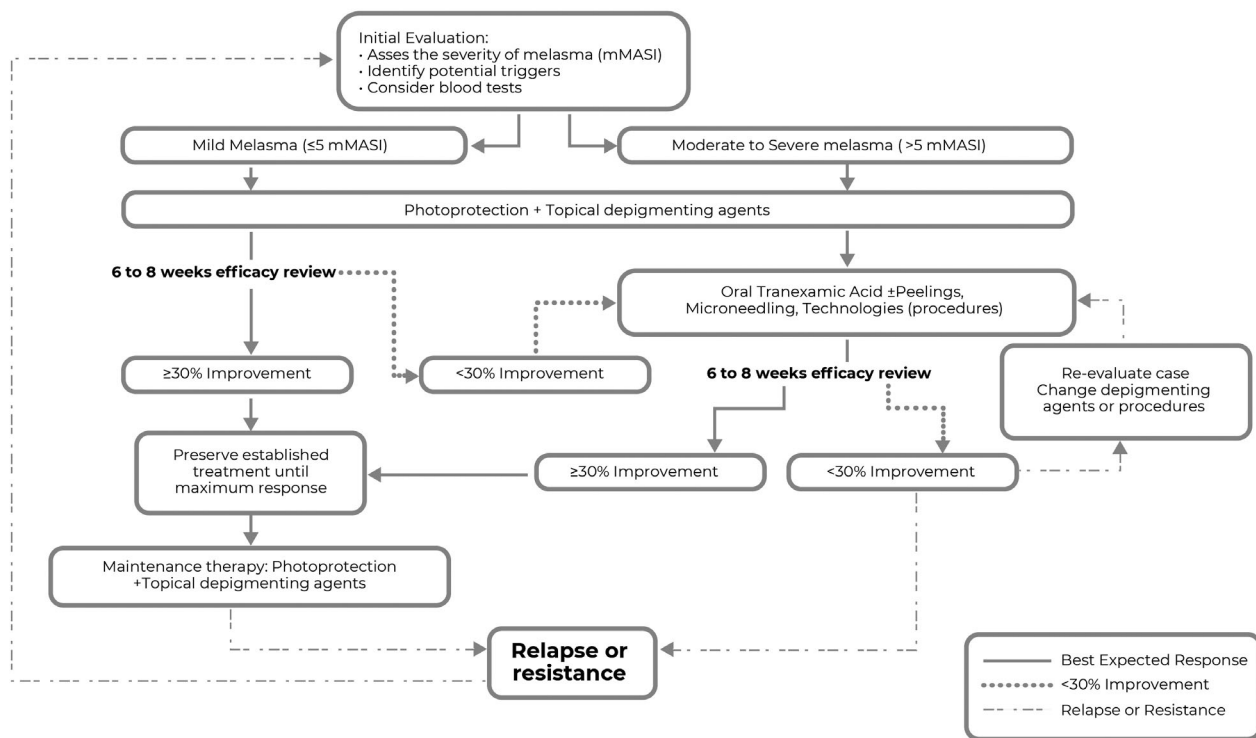 Initial Evaluation:
• Asses the severity of melasma (mMASI)
• Identify potential triggers
• Consider blood tests
Mild Melasma (≤5 mMASI)
Moderate to Severe melasma (>5 mMASI)
Photoprotection + Topical depigmenting agents
6 to 8 weeks efficacy review
Oral Tranexamic Acid ±Peelings,
Microneedling, Technologies (procedures)
≥30% Improvement
<30% Improvement
6 to 8 weeks efficacy review
Re-evaluate case
Change depigmenting
agents or procedures
Preserve established
treatment until
maximum response
≥30% Improvement
<30% Improvement
Maintenance therapy: Photoprotection
+Topical depigmenting agents
Relapse or
resistance
Best Expected Response
<30% Improvement
Relapse or Resistance